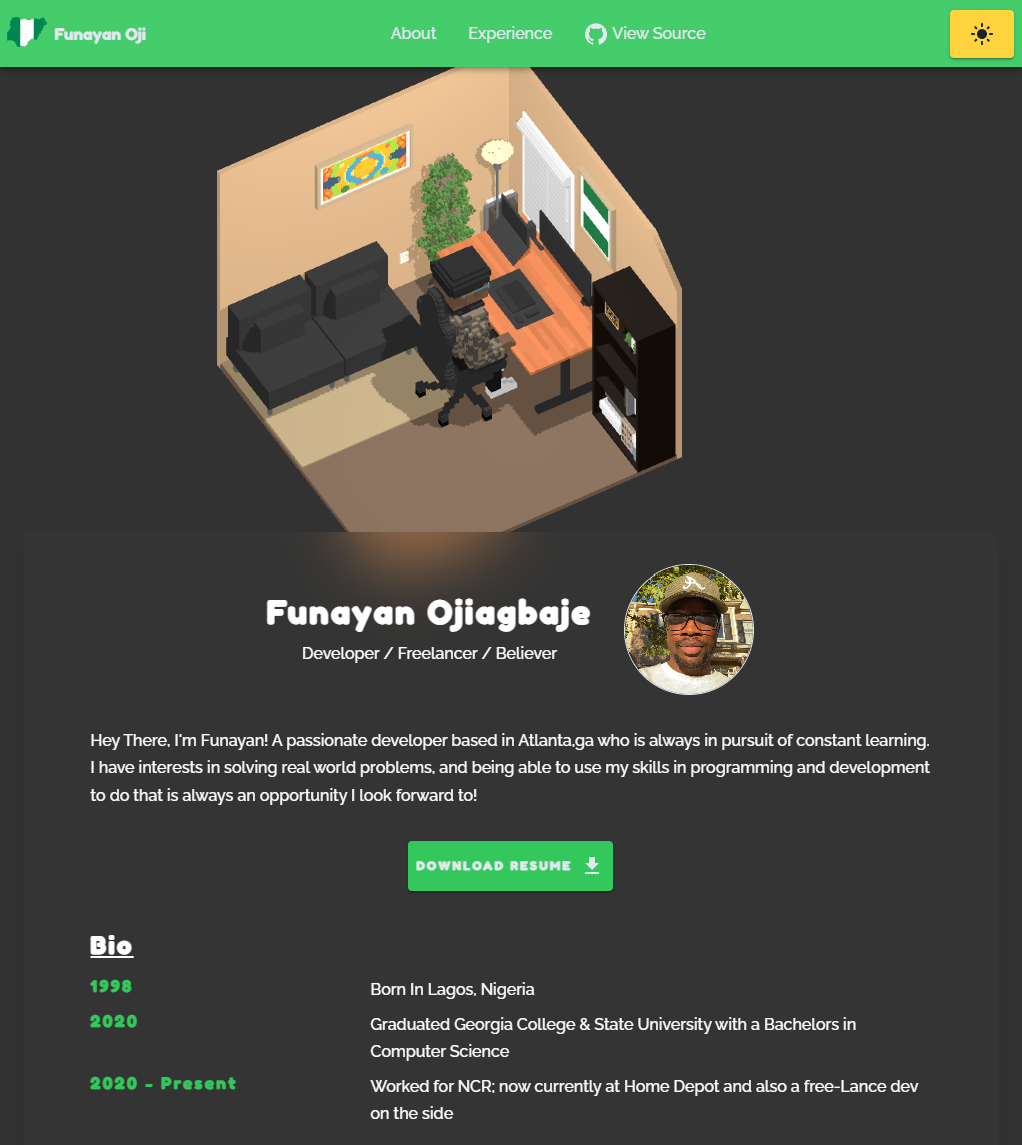 Funayan Oji
About
Experience
View Source
Funayan Ojiagbaje
Developer / Freelancer / Believer
Hey There, I'm Funayan! A passionate developer based in Atlanta,ga who is always in pursuit of constant learning.
I have interests in solving real world problems, and being able to use my skills in programming and development
to do that is always an opportunity I look forward to!
DOWNLOAD RESUME
Bio
1998
Born In Lagos, Nigeria
2020
Graduated Georgia College & State University with a Bachelors in
Computer Science
2020 - Present
Worked for NCR; now currently at Home Depot and also a free-Lance dev
on the side